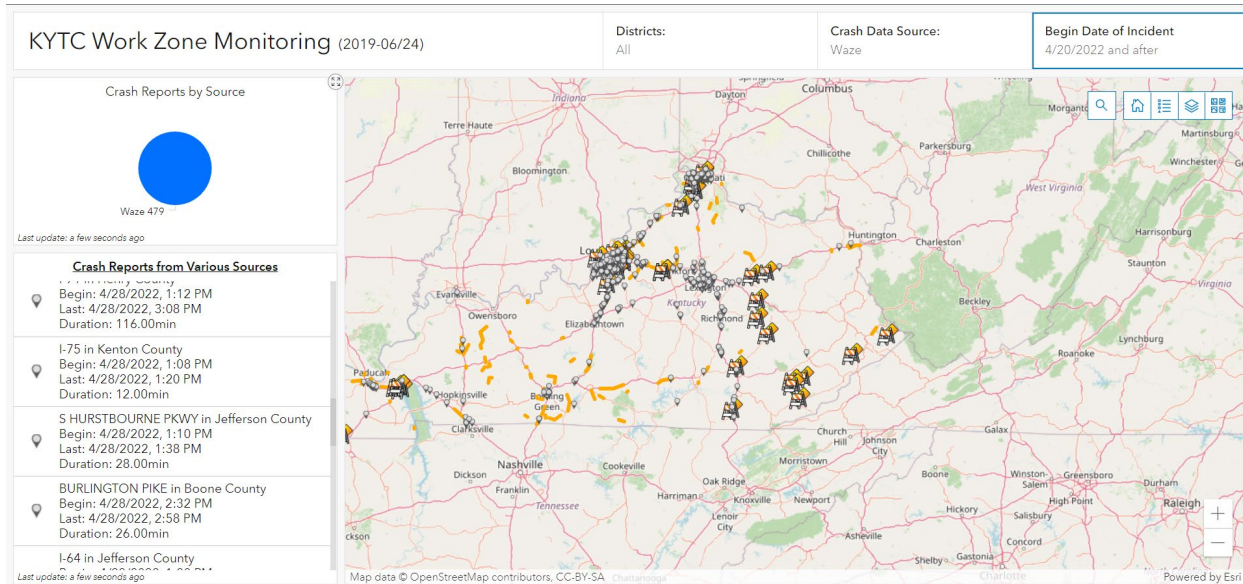 KYTC Work Zone Monitoring (2019-06/24)
Districts:
All
Crash Data Source:
Waze
Begin Date of Incident
4/20/2022 and after
Crash Reports by Source
Waze 479
Last update: a few seconds ago
Crash Reports from Various Sources
Begin: 4/28/2022, 1:12 PM
Last: 4/28/2022, 3:08 PM
Duration: 116.00min
I-75 in Kenton County
Begin: 4/28/2022, 1:08 PM
Last: 4/28/2022, 1:20 PM
Duration: 12.00min
S HURSTBOURNE PKWY in Jefferson County
Begin: 4/28/2022, 1:10 PM
Last: 4/28/2022, 1:38 PM
Duration: 28.00min
BURLINGTON PIKE in Boone County
Begin: 4/28/2022, 2:32 PM
Last: 4/28/2022, 2:58 PM
Duration: 26.00min
I-64 in Jefferson County
Last update: a few seconds ago
Columbus
Dayton
Indiana
Terre Haute
Chillicothe
Parkersburg
Martinsburg
Winchester
Bloomington
West Virginia
Harrisonburg
Huntington
Charleston
Staunton
Evansville
Virginia
Owensboro
Kentucky
Beckley
Elizabethtown
Richmond
Lynchburg
Roanoke
Paducah
Hopkinsville
Bowling
Green
Clarksville
Church
Hill
Johnson
City
Galax
Nashville
Cookeville
Morristown
Dickson
Oak Ridge
Boone
Winston-
Salem
Greensboro
Durham
Franklin
Harriman
Knoxville
Newport
High Point
Raleigh
Tennessee
Lenoir
City
Hickory
Salisbury
Asheville
Concord
Shelby
Gastonia
Charlotte
Chattanooga
Map data © OpenStreetMap contributors, CC-BY-SA
Powered by Esri